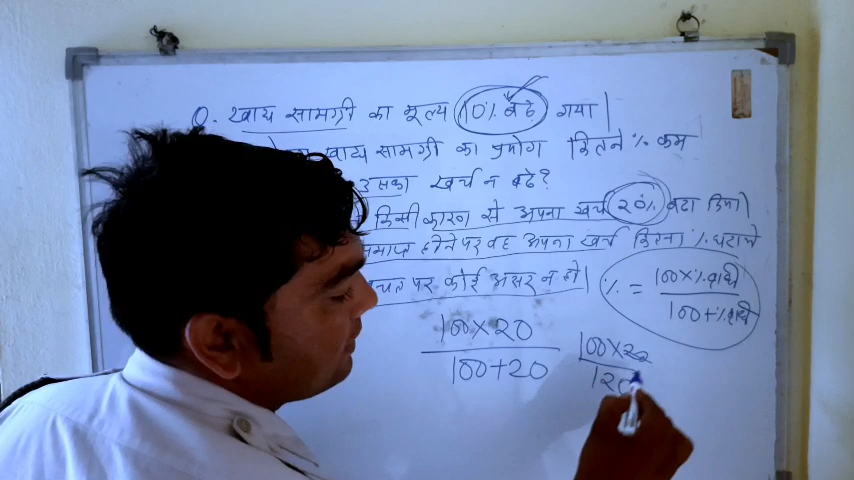 Q. खाद्य सामग्री का मूल्य 10% बढे गया|
खाद्य सामग्री का प्रयोग कितने % कम
उसका खर्च न बढे?
किसी कारण से अपना खर्च 20% बढा दिया|
समाप्त होने पर वह अपना खर्च कितना % घटाले
पर कोई असर न हो|
% = 100×%वृद्धि / 100+%वृद्धि
100×20
100+20
100×20
120